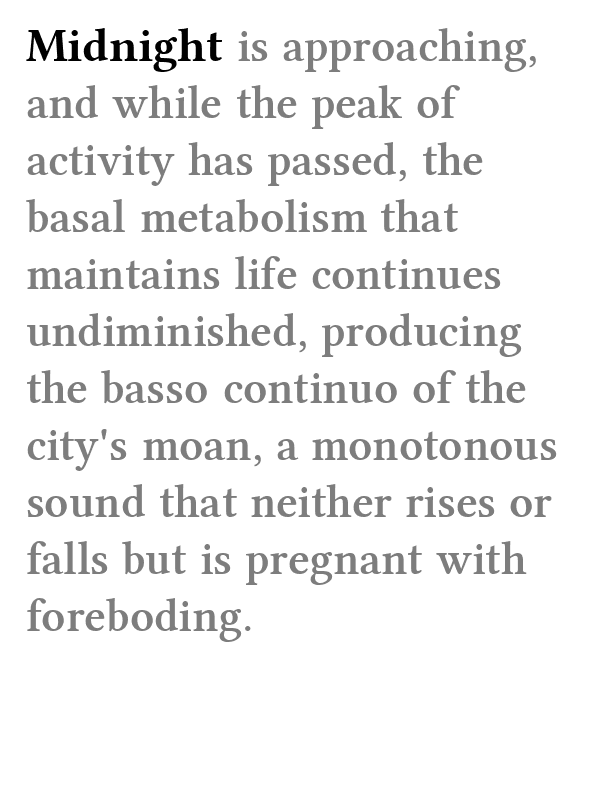 Midnight is approaching,
and while the peak of
activity has passed, the
basal metabolism that
maintains life continues
undiminished, producing
the basso continuo of the
city's moan, a monotonous
sound that neither rises or
falls but is pregnant with
foreboding.